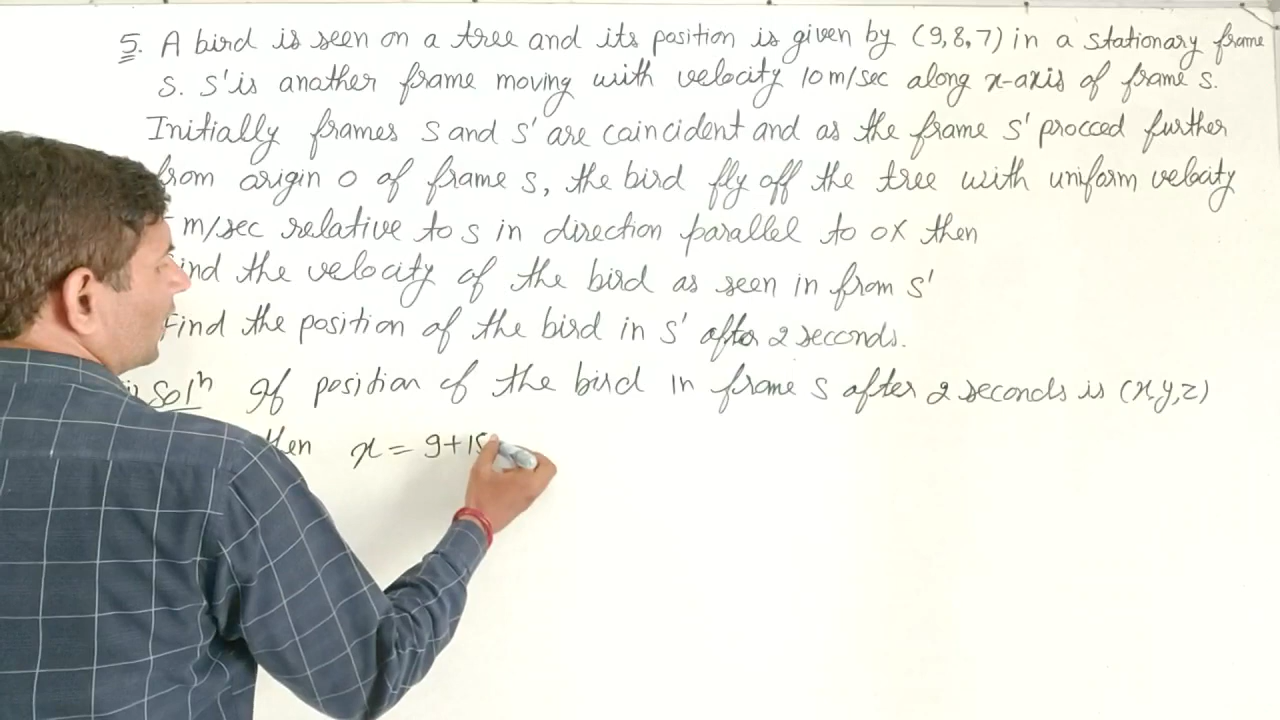 5. A bird is seen on a tree and its position is given by (9,8,7) in a stationary frame
S. S' is another frame moving with velocity 10 m/sec along x-axis of frame S.
Initially frames S and S' are coincident and as the frame S' procced further
from origin O of frame S, the bird fly off the tree with uniform velocity
m/sec relative to S in direction parallel to OX then
ind the velocity of the bird as seen in from S'
Find the position of the bird in S' after 2 seconds.
Solⁿ If position of the bird in frame S after 2 seconds is (x,y,z)
then x = 9+15